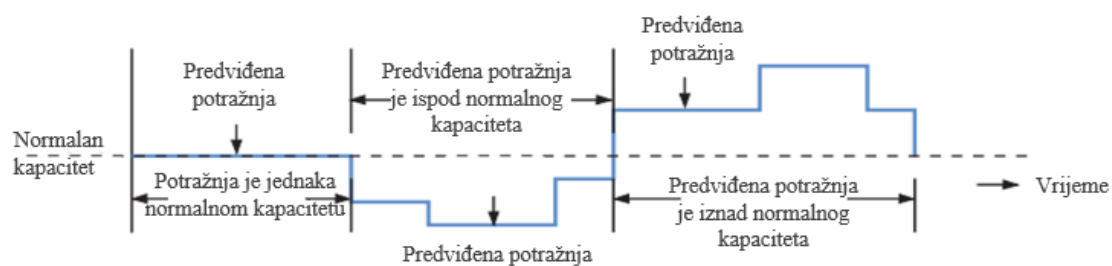 Predviđena
potražnja
Predviđena potražnja
je ispod normalnog
kapaciteta
Predviđena
potražnja
Normalan
kapacitet
Potražnja je jednaka
normalnom kapacitetu
Predviđena potražnja
Predviđena potražnja
je iznad normalnog
kapaciteta
Vrijeme